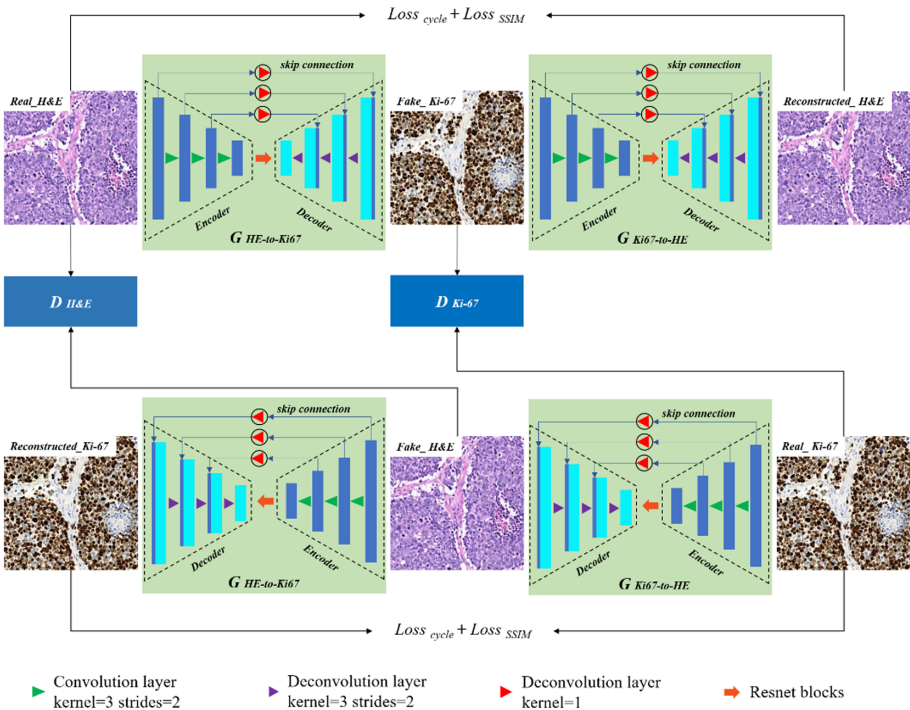 Loss cycle + Loss SSIM
skip connection
skip connection
Real_H&E
Fake_ Ki-67
Reconstructed_ H&E
Encoder
Decoder
Encoder
Decoder
G HE-to-Ki67
G Ki67-to-HE
D H&E
D Ki-67
skip connection
skip connection
Reconstructed_Ki-67
Fake_ H&E
Real_ Ki-67
Decoder
Encoder
Decoder
Encoder
G HE-to-Ki67
G Ki67-to-HE
Loss cycle + Loss SSIM
Convolution layer
kernel=3 strides=2
Deconvolution layer
kernel=3 strides=2
Deconvolution layer
kernel=1
Resnet blocks